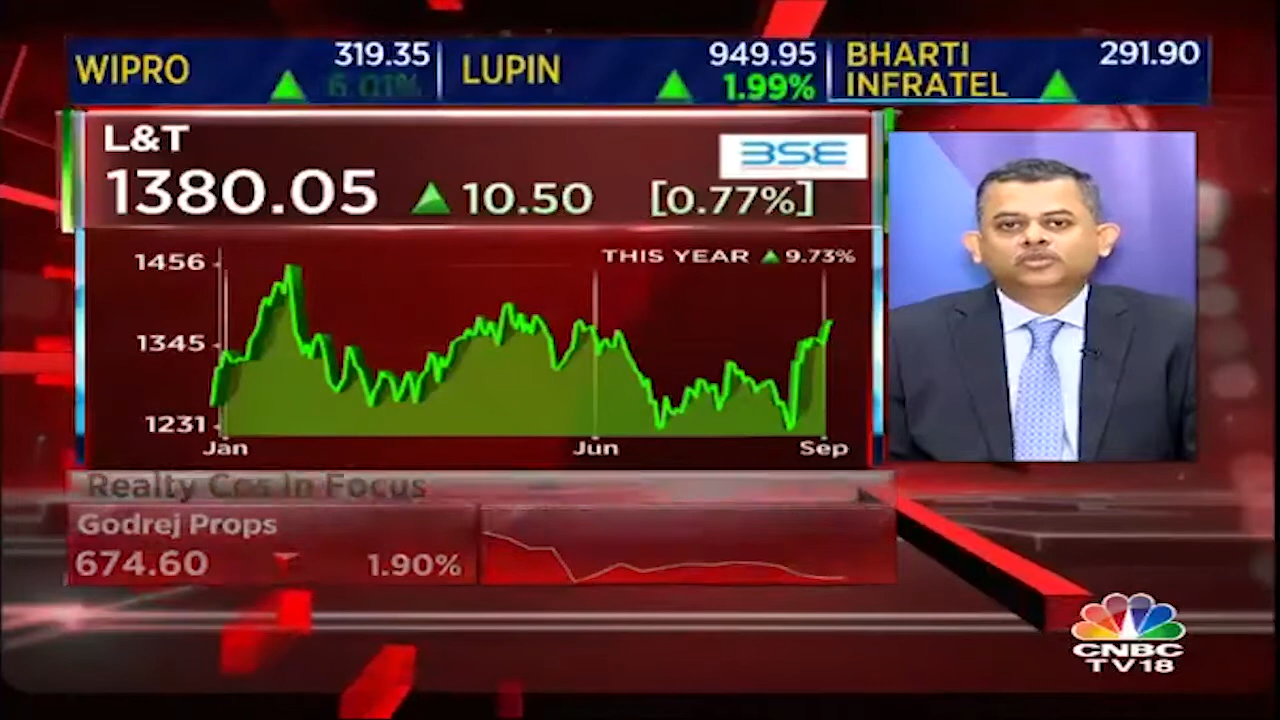 WIPRO
319.35
6.01%
LUPIN
949.95
1.99%
BHARTI
INFRATEL
291.90
L&T
BSE
1380.05
10.50
[0.77%]
THIS YEAR
9.73%
1456
1345
1231
Jan
Jun
Sep
Realty Cos In Focus
Godrej Props
674.60
1.90%
CNBC
TV18